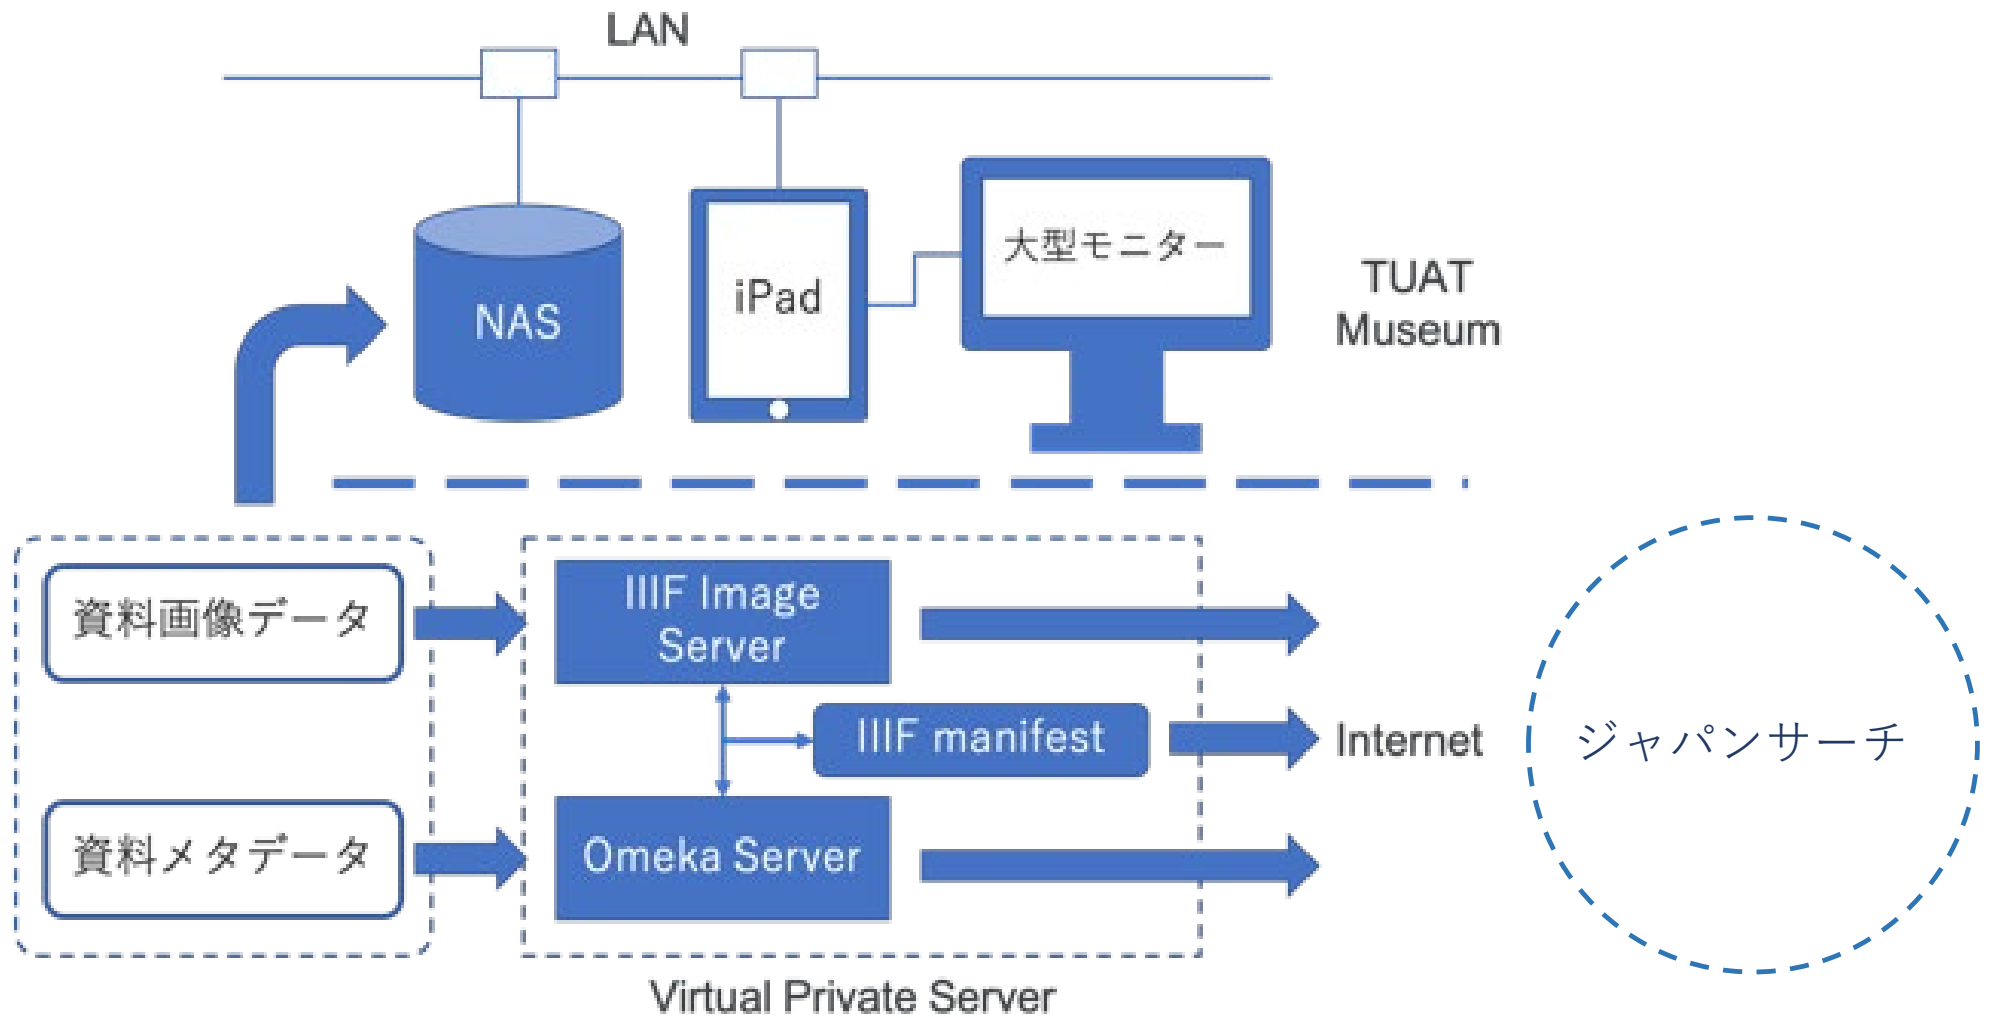 LAN
NAS
iPad
大型モニター
TUAT
Museum
資料画像データ
IIIF Image
Server
IIIF manifest
Internet
ジャパンサーチ
資料メタデータ
Omeka Server
Virtual Private Server